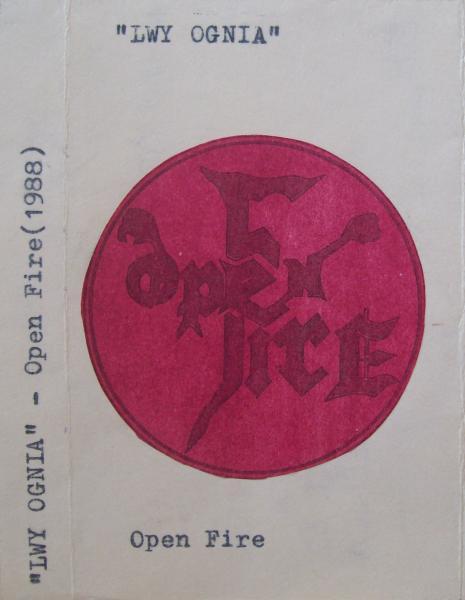 "LWY OGNIA"
Open
Fire
Open Fire
"LWY OGNIA" - Open Fire(1988)